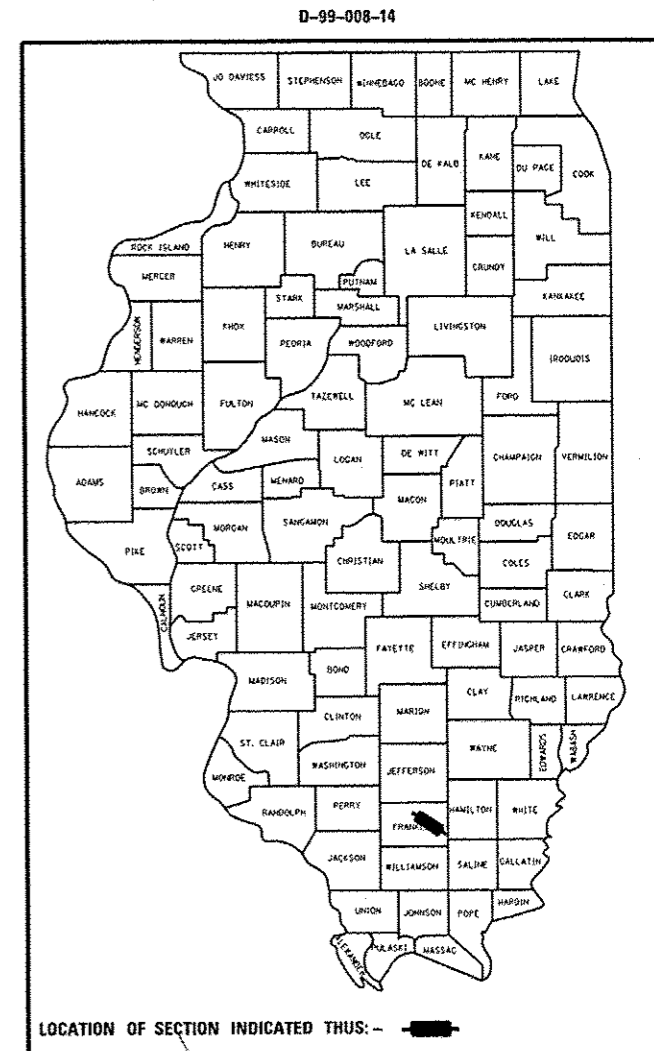 D-99-008-14
JO DAVIESS STEPHENSON WINNEBAGO BOONE MC HENRY LAKE
CARROLL OGLE DE KALB KANE DU PAGE COOK
WHITESIDE LEE
KENDALL WILL
ROCK ISLAND HENRY BUREAU LA SALLE GRUNDY
MERCER PUTNAM KANKAKEE
STARK MARSHALL
HENDERSON WARREN KNOX PEORIA WOODFORD LIVINGSTON IROQUOIS
HANCOCK MC DONOUGH FULTON TAZEWELL MC LEAN FORD
MASON
SCHUYLER LOGAN DE WITT CHAMPAIGN VERMILION
ADAMS BROWN CASS MENARD MACON PIATT
MORGAN SANGAMON DOUGLAS EDGAR
PIKE SCOTT CHRISTIAN MOULTRIE COLES
GREENE MACOUPIN MONTGOMERY SHELBY CUMBERLAND CLARK
CALHOUN JERSEY FAYETTE EFFINGHAM JASPER CRAWFORD
MADISON BOND CLAY RICHLAND LAWRENCE
CLINTON MARION
ST. CLAIR WAYNE EDWARDS WABASH
MONROE WASHINGTON JEFFERSON
RANDOLPH PERRY HAMILTON WHITE
JACKSON WILLIAMSON SALINE GALLATIN
UNION JOHNSON POPE HARDIN
ALEXANDER PULASKI MASSAC
LOCATION OF SECTION INDICATED THUS: -